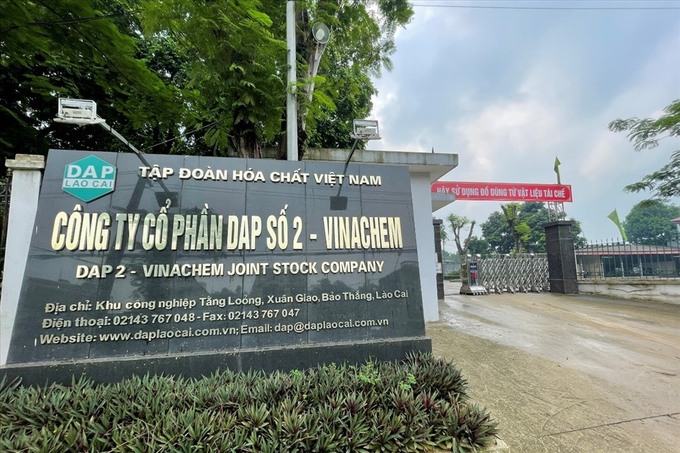 DAP
LAO CAI
TẬP ĐOÀN HÓA CHẤT VIỆT NAM
CÔNG TY CỔ PHẦN DAP SỐ 2 - VINACHEM
DAP 2 - VINACHEM JOINT STOCK COMPANY
Địa chỉ: Khu công nghiệp Tằng Loỏng, Xuân Giao, Bảo Thắng, Lào Cai
Điện thoại: 02143 767 048 - Fax: 02143 767 047
Website: www.daplaocai.com.vn; Email: dap@daplaocai.com.vn
HÃY SỬ DỤNG ĐỒ DÙNG TỪ VẬT LIỆU TÁI CHẾ